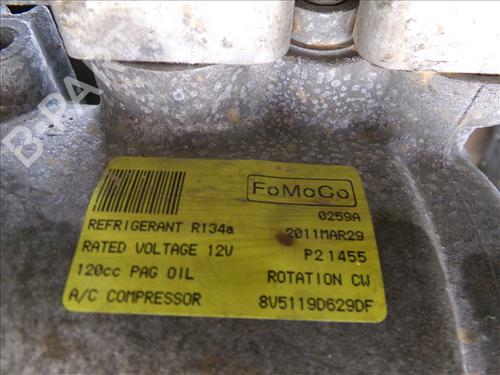 B-PARTS
FoMoCo
0259A
REFRIGERANT R134a 2011MAR29
RATED VOLTAGE 12V P21455
120cc PAG OIL ROTATION CW
A/C COMPRESSOR 8V5119D629DF